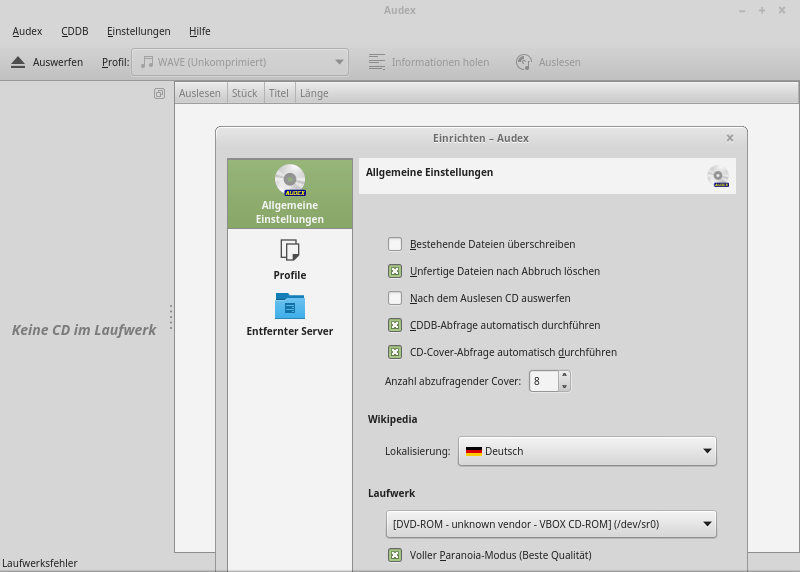 Audex
Audex CDDB Einstellungen Hilfe
Auswerfen Profil: WAVE (Unkomprimiert) Informationen holen Auslesen
Auslesen Stück Titel Länge
Einrichten – Audex
AUDEX
Allgemeine
Einstellungen
Profile
Entfernter Server
Allgemeine Einstellungen
AUDEX
Bestehende Dateien überschreiben
Unfertige Dateien nach Abbruch löschen
Nach dem Auslesen CD auswerfen
CDDB-Abfrage automatisch durchführen
CD-Cover-Abfrage automatisch durchführen
Anzahl abzufragender Cover: 8
Wikipedia
Lokalisierung: Deutsch
Laufwerk
[DVD-ROM - unknown vendor - VBOX CD-ROM] (/dev/sr0)
Voller Paranoia-Modus (Beste Qualität)
Keine CD im Laufwerk
Laufwerksfehler